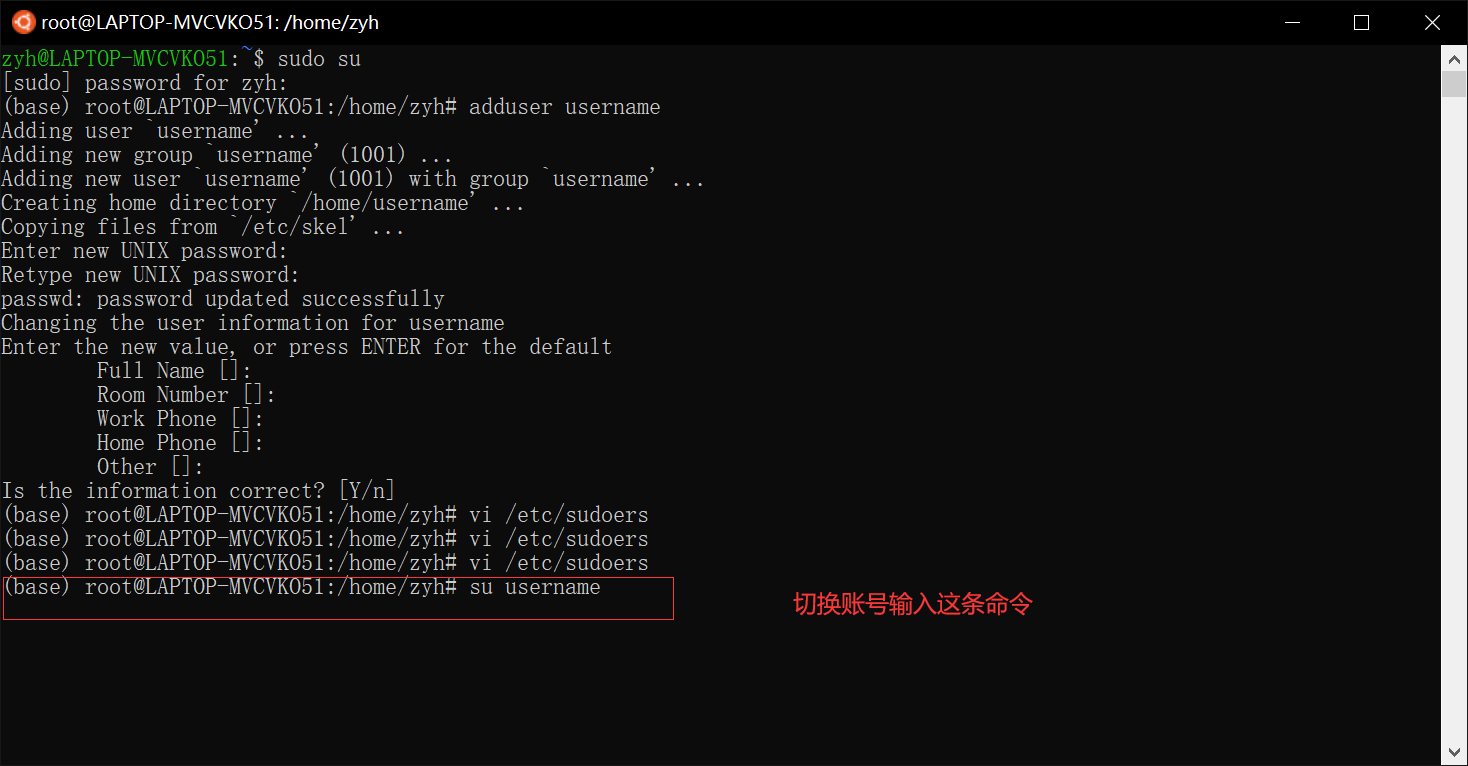 root@LAPTOP-MVCVKO51: /home/zyh
zyh@LAPTOP-MVCVKO51:~$ sudo su
[sudo] password for zyh:
(base) root@LAPTOP-MVCVKO51:/home/zyh# adduser username
Adding user `username' ...
Adding new group `username' (1001) ...
Adding new user `username' (1001) with group `username' ...
Creating home directory `/home/username' ...
Copying files from `/etc/skel' ...
Enter new UNIX password:
Retype new UNIX password:
passwd: password updated successfully
Changing the user information for username
Enter the new value, or press ENTER for the default
Full Name []:
Room Number []:
Work Phone []:
Home Phone []:
Other []:
Is the information correct? [Y/n]
(base) root@LAPTOP-MVCVKO51:/home/zyh# vi /etc/sudoers
(base) root@LAPTOP-MVCVKO51:/home/zyh# vi /etc/sudoers
(base) root@LAPTOP-MVCVKO51:/home/zyh# vi /etc/sudoers
(base) root@LAPTOP-MVCVKO51:/home/zyh# su username
切换账号输入这条命令